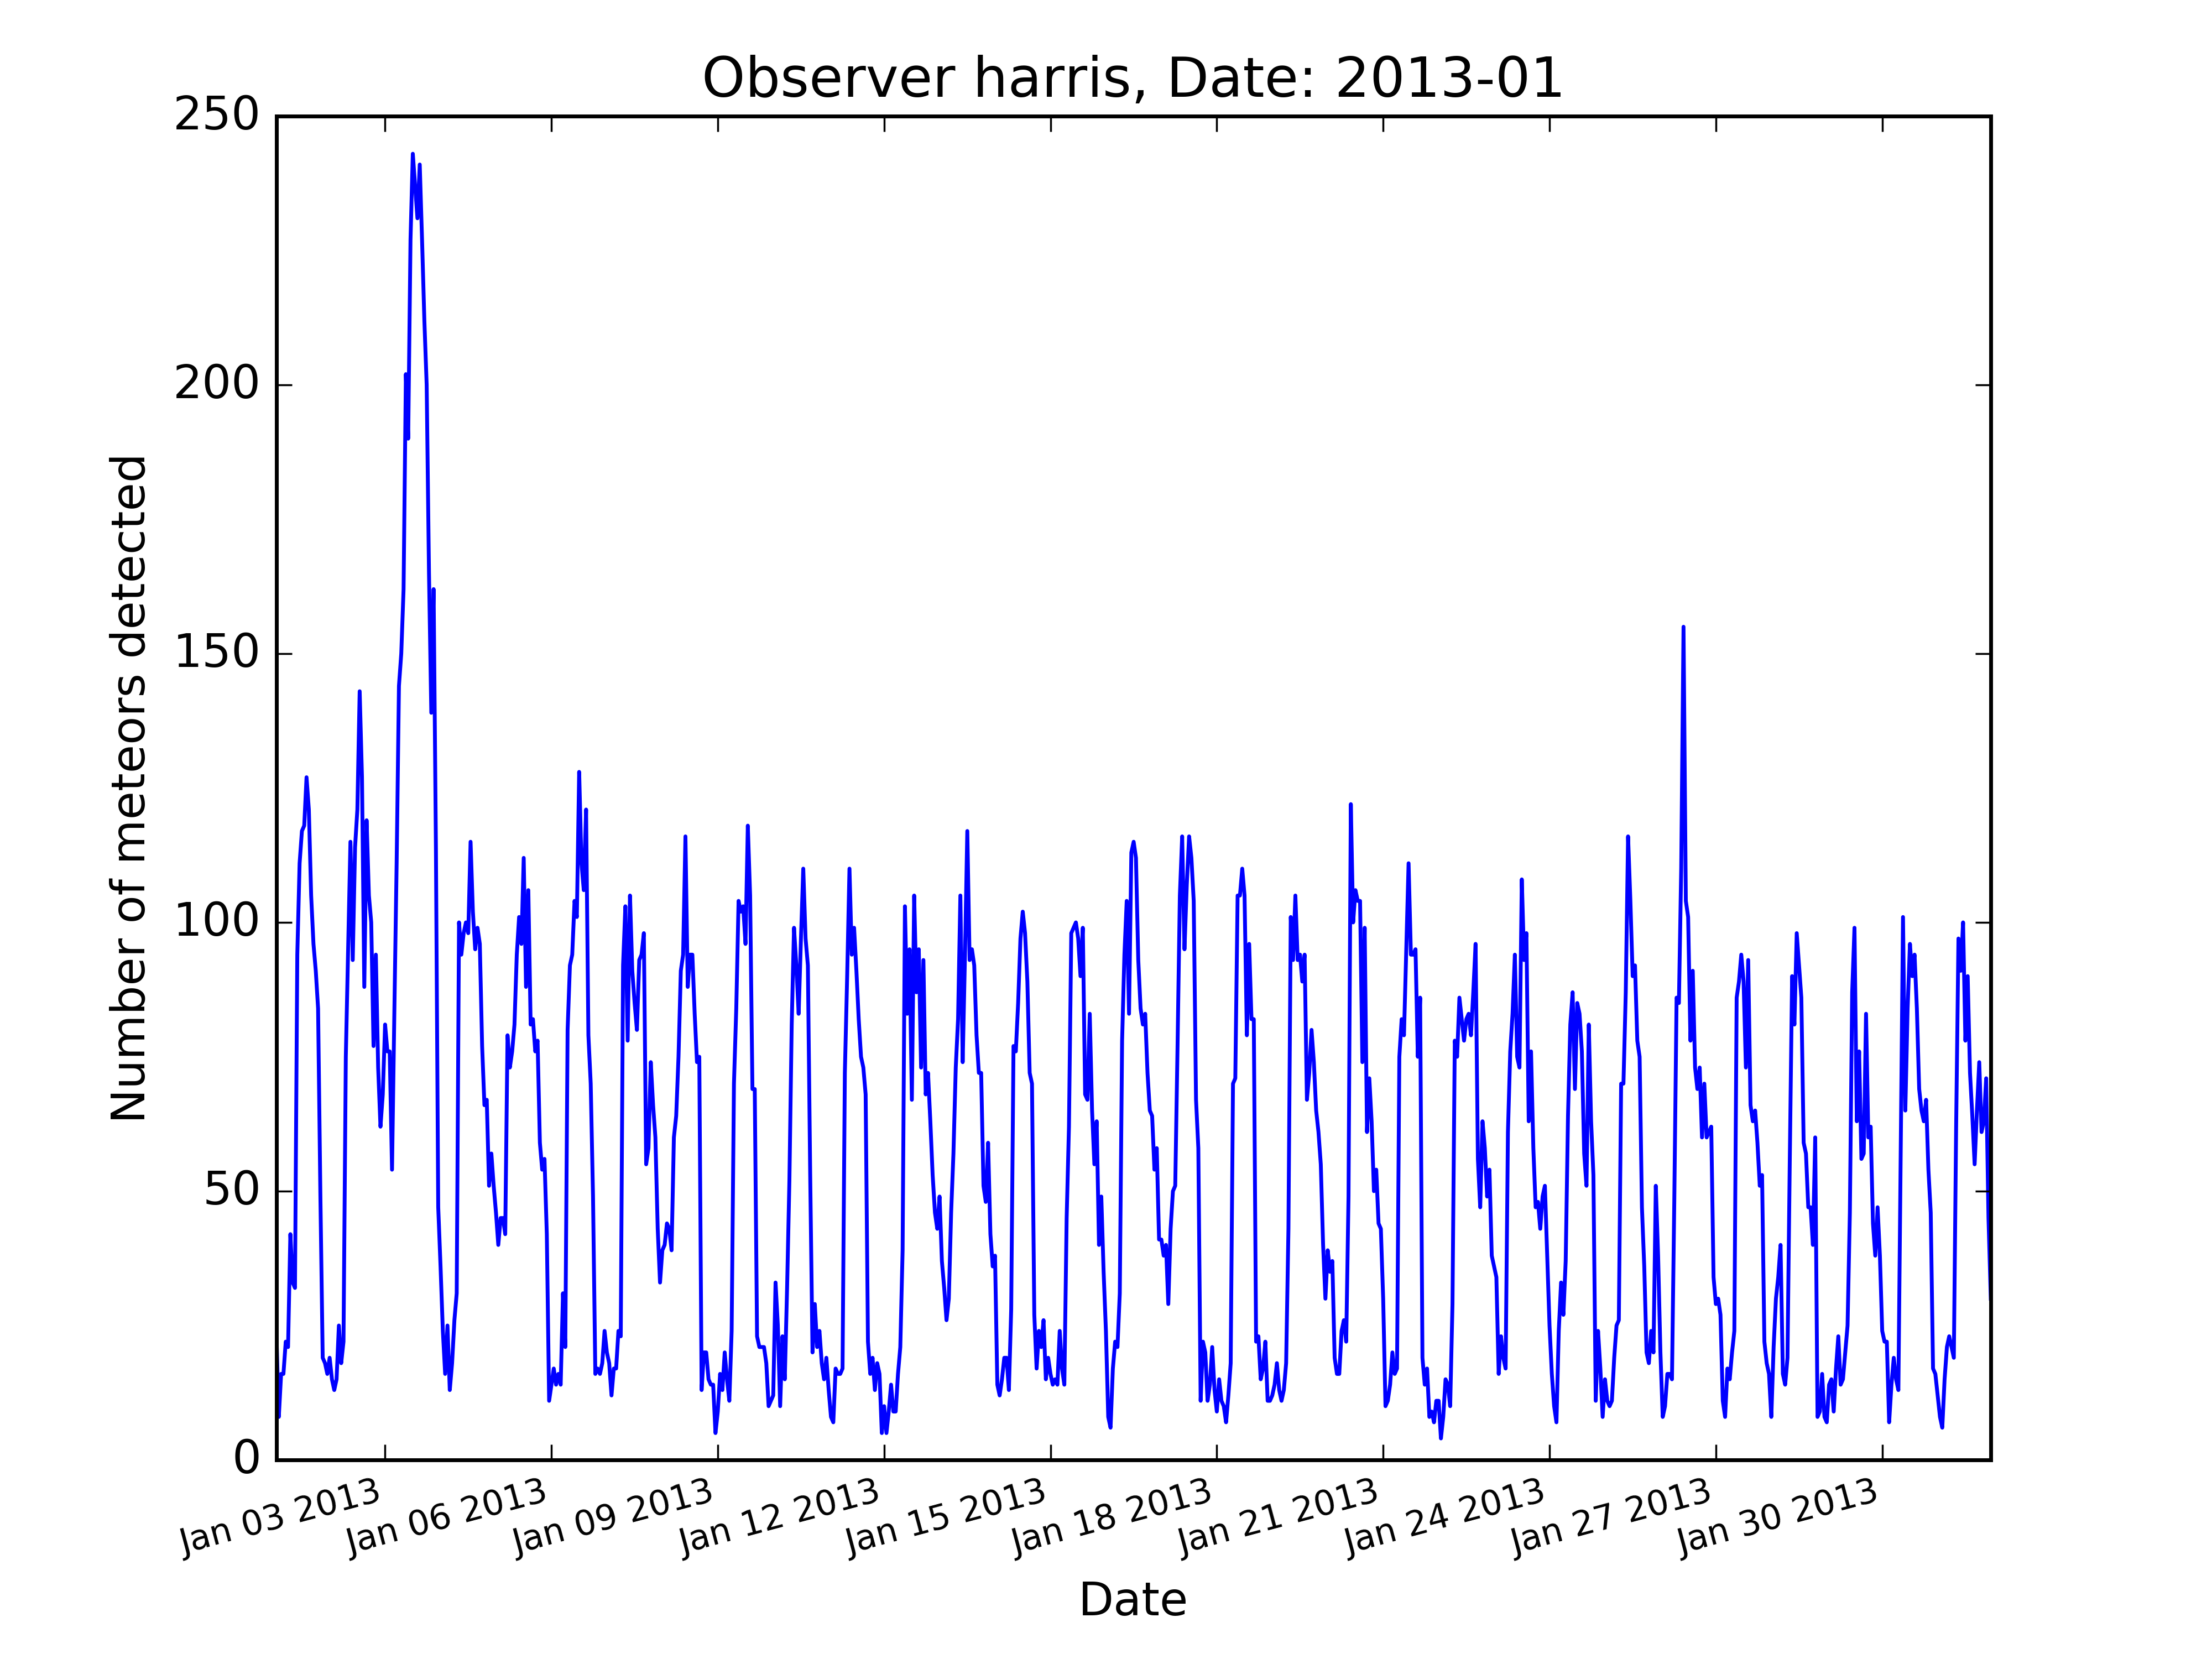 Observer harris, Date: 2013-01
250
200
150
100
50
0
Number of meteors detected
Jan 03 2013
Jan 06 2013
Jan 09 2013
Jan 12 2013
Jan 15 2013
Jan 18 2013
Jan 21 2013
Jan 24 2013
Jan 27 2013
Jan 30 2013
Date